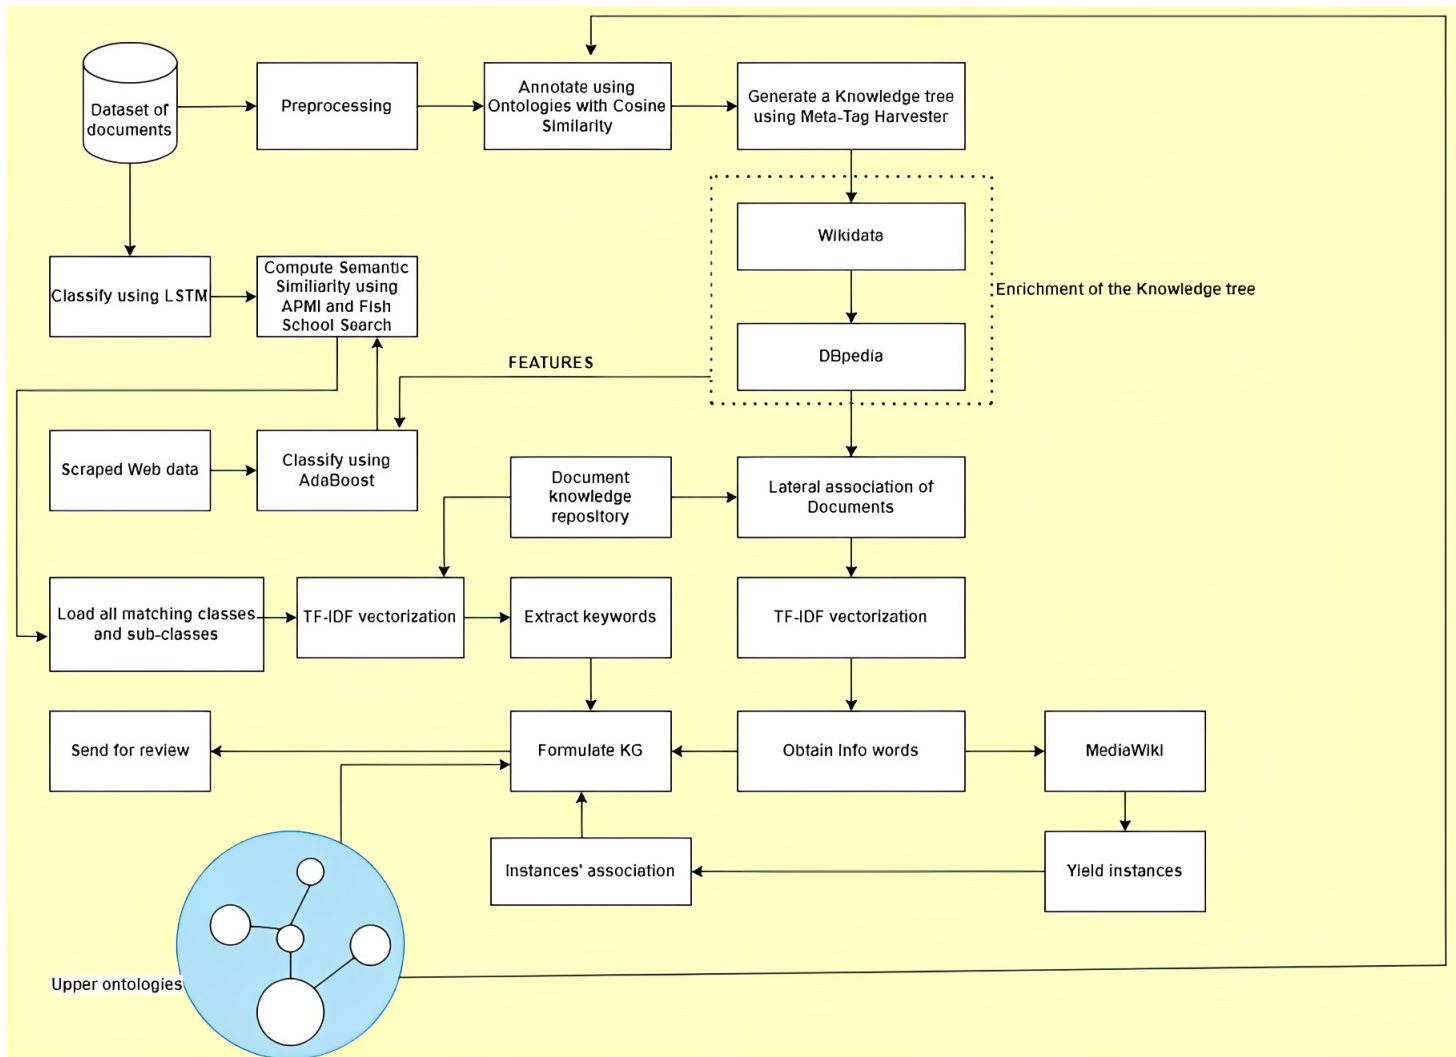 Dataset of
documents
Preprocessing
Annotate using
Ontologies with Cosine
Similarity
Generate a Knowledge tree
using Meta-Tag Harvester
Wikidata
Classify using LSTM
Compute Semantic
Similiarity using
APMI and Fish
School Search
Enrichment of the Knowledge tree
DBpedia
FEATURES
Scraped Web data
Classify using
AdaBoost
Document
knowledge
repository
Lateral association of
Documents
Load all matching classes
and sub-classes
TF-IDF vectorization
Extract keywords
TF-IDF vectorization
Send for review
Formulate KG
Obtain Info words
MediaWiki
Instances' association
Yield instances
Upper ontologies